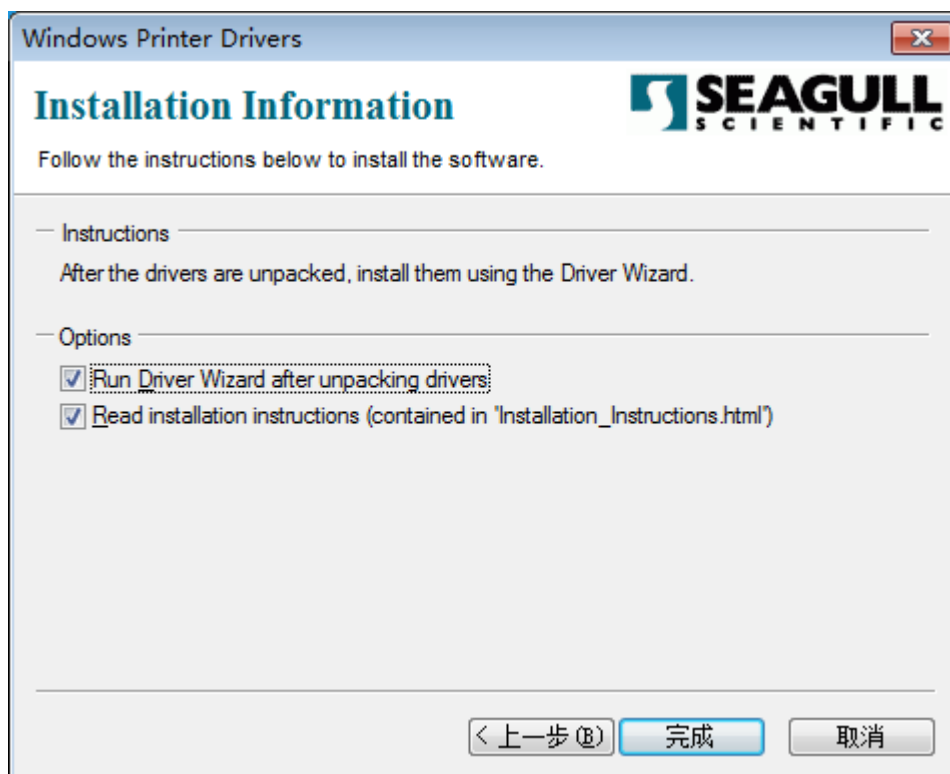 Windows Printer Drivers
Installation Information
SEAGULL
SCIENTIFIC
Follow the instructions below to install the software.
Instructions
After the drivers are unpacked, install them using the Driver Wizard.
Options
Run Driver Wizard after unpacking drivers
Read installation instructions (contained in 'Installation_Instructions.html')
< 上一步(B) 完成 取消